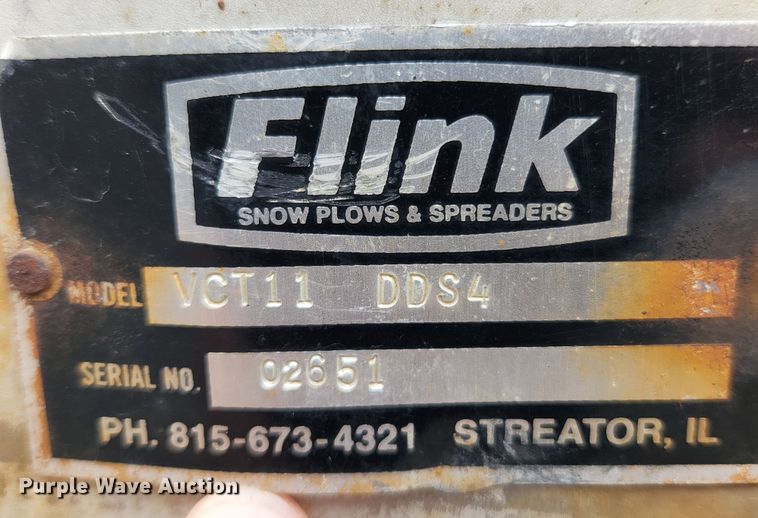 Flink
SNOW PLOWS & SPREADERS
MODEL VCT11 DDS4
SERIAL NO. 02651
PH. 815-673-4321 STREATOR, IL
Purple Wave Auction